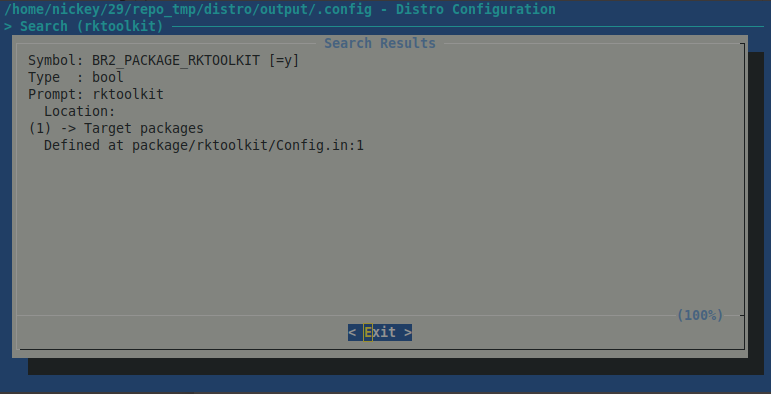 /home/nickey/29/repo_tmp/distro/output/.config - Distro Configuration
> Search (rktoolkit)
Search Results
Symbol: BR2_PACKAGE_RKTOOLKIT [=y]
Type  : bool
Prompt: rktoolkit
  Location:
(1) -> Target packages
  Defined at package/rktoolkit/Config.in:1
(100%)
< Exit >